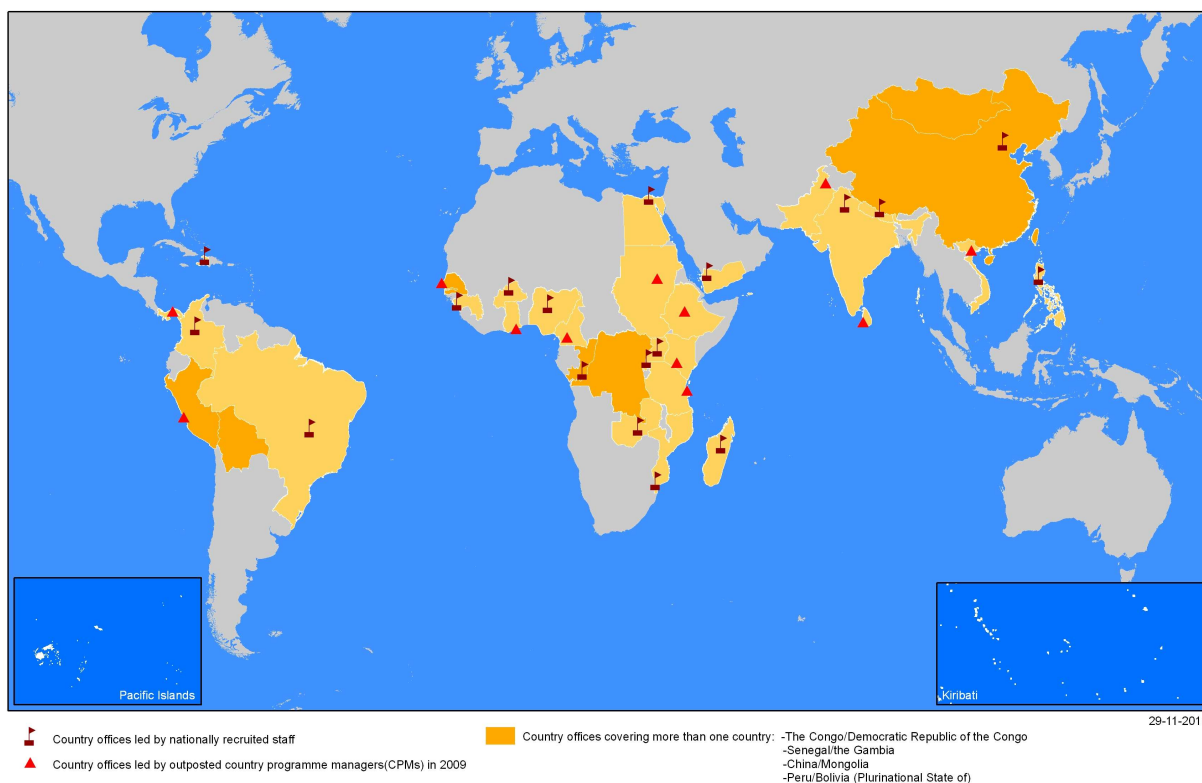 Pacific Islands
Kiribati
29-11-201
Country offices led by nationally recruited staff
Country offices led by outposted country programme managers(CPMs) in 2009
Country offices covering more than one country: -The Congo/Democratic Republic of the Congo
-Senegal/the Gambia
-China/Mongolia
-Peru/Bolivia (Plurinational State of)